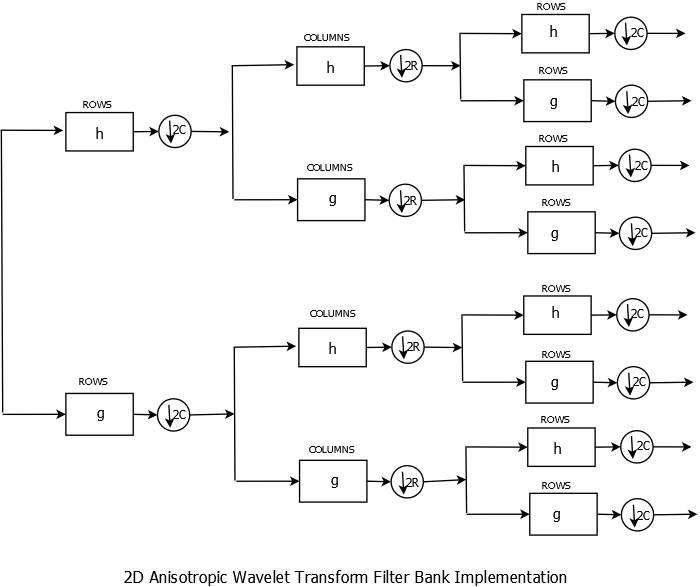 ROWS
h
↓2C
COLUMNS
h
↓2R
ROWS
h
↓2C
ROWS
g
↓2C
COLUMNS
g
↓2R
ROWS
h
↓2C
ROWS
g
↓2C
ROWS
g
↓2C
COLUMNS
h
↓2R
ROWS
h
↓2C
ROWS
g
↓2C
COLUMNS
g
↓2R
ROWS
h
↓2C
ROWS
g
↓2C
2D Anisotropic Wavelet Transform Filter Bank Implementation